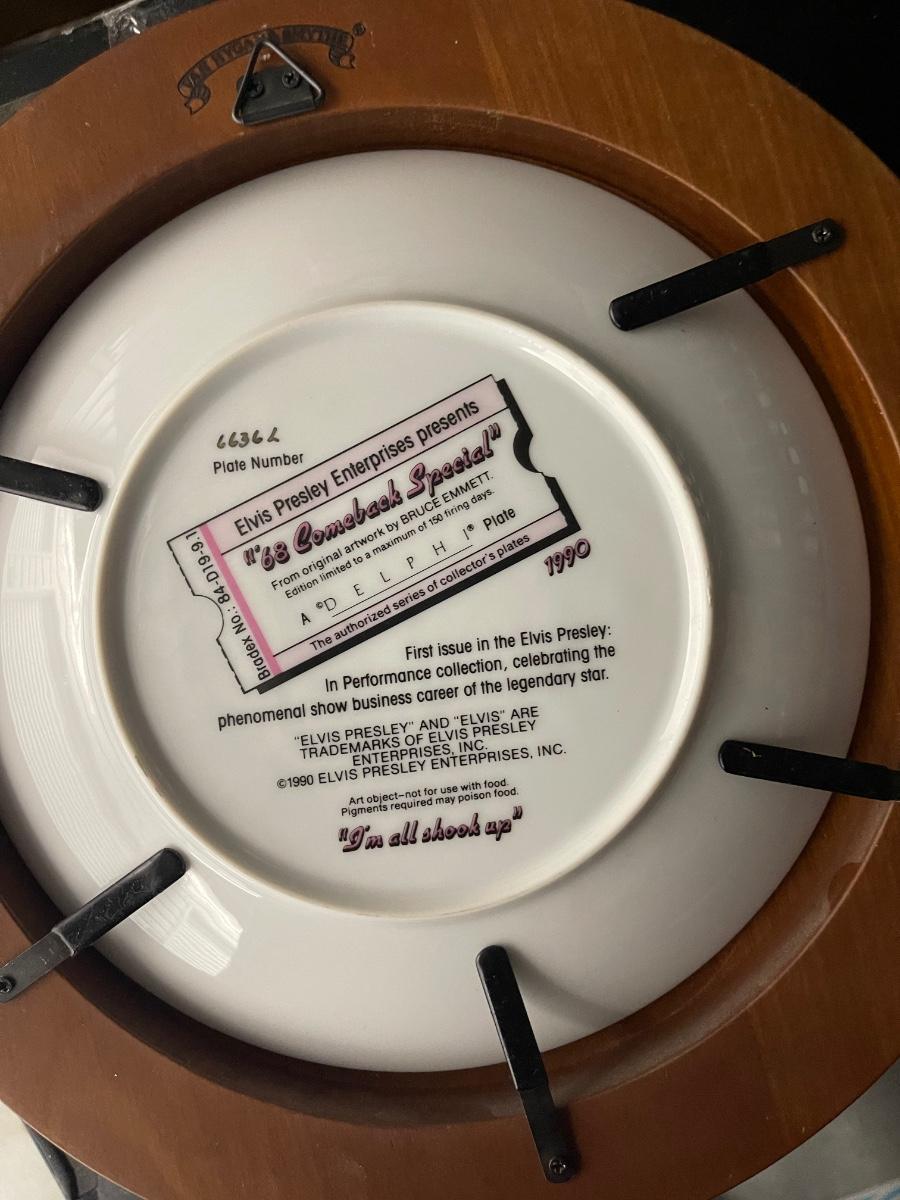 VAN HYGAN & SMYTHE®
6636L
Plate Number
Elvis Presley Enterprises presents
"'68 Comeback Special"
From original artwork by BRUCE EMMETT.
Edition limited to a maximum of 150 firing days.
A ©DELPHI® Plate
The authorized series of collector's plates
Bradex No.: 84-D19-9.1
1990
First issue in the Elvis Presley:
In Performance collection, celebrating the
phenomenal show business career of the legendary star.
"ELVIS PRESLEY" AND "ELVIS" ARE
TRADEMARKS OF ELVIS PRESLEY
ENTERPRISES, INC.
©1990 ELVIS PRESLEY ENTERPRISES, INC.
Art object–not for use with food.
Pigments required may poison food.
"I'm all shook up"